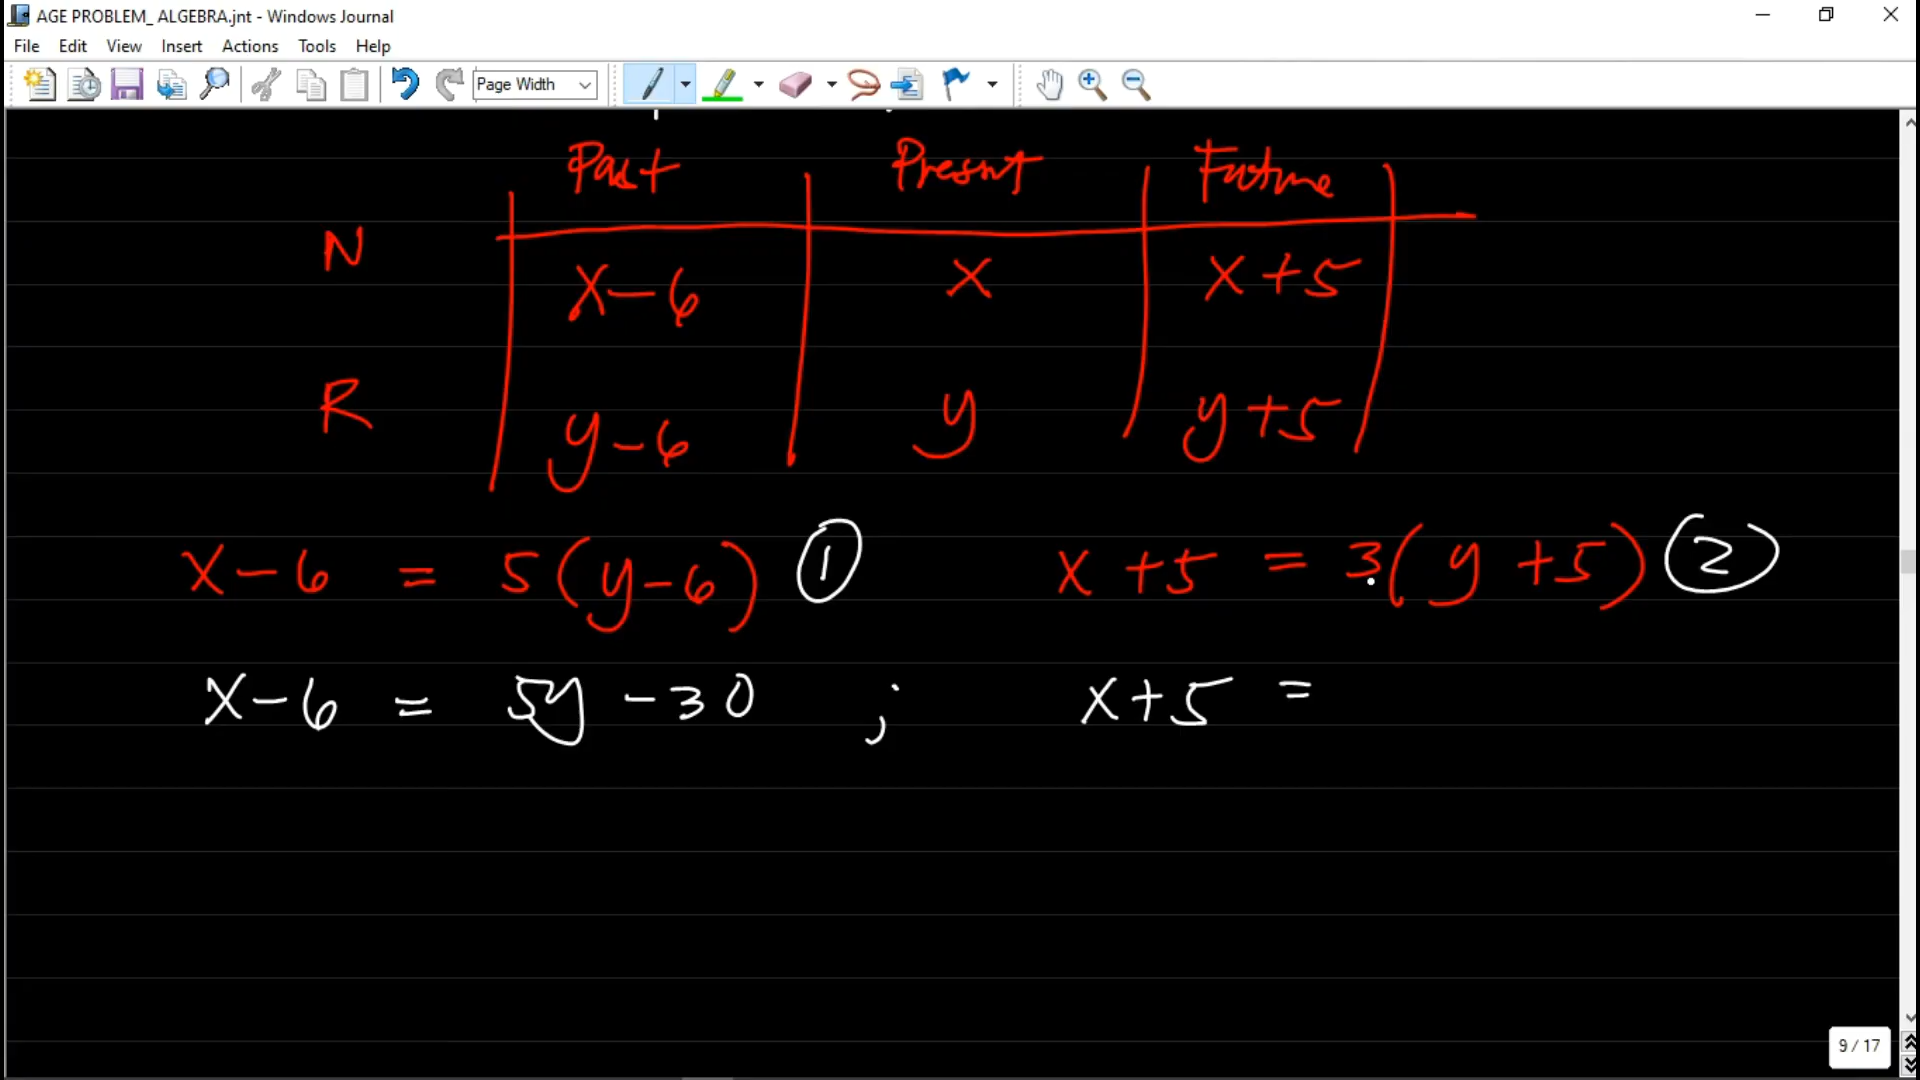 AGE PROBLEM_ ALGEBRA.jnt - Windows Journal
File Edit View Insert Actions Tools Help
Page Width
Past Present Future
N x-6 x x+5
R y-6 y y+5
x-6 = 5(y-6) ① x+5 = 3(y+5) ②
x-6 = 5y-30 ; x+5 =
9 / 17